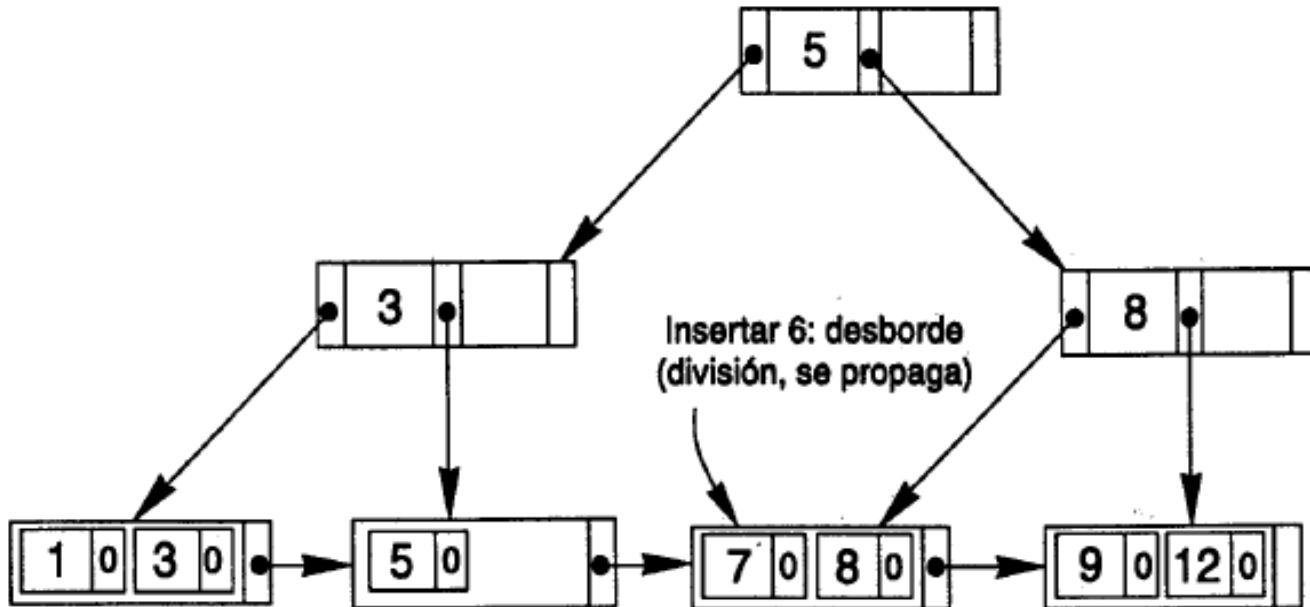 5
3
8
Insertar 6: desborde
(división, se propaga)
1 0 3 0
5 0
7 0 8 0
9 0 12 0